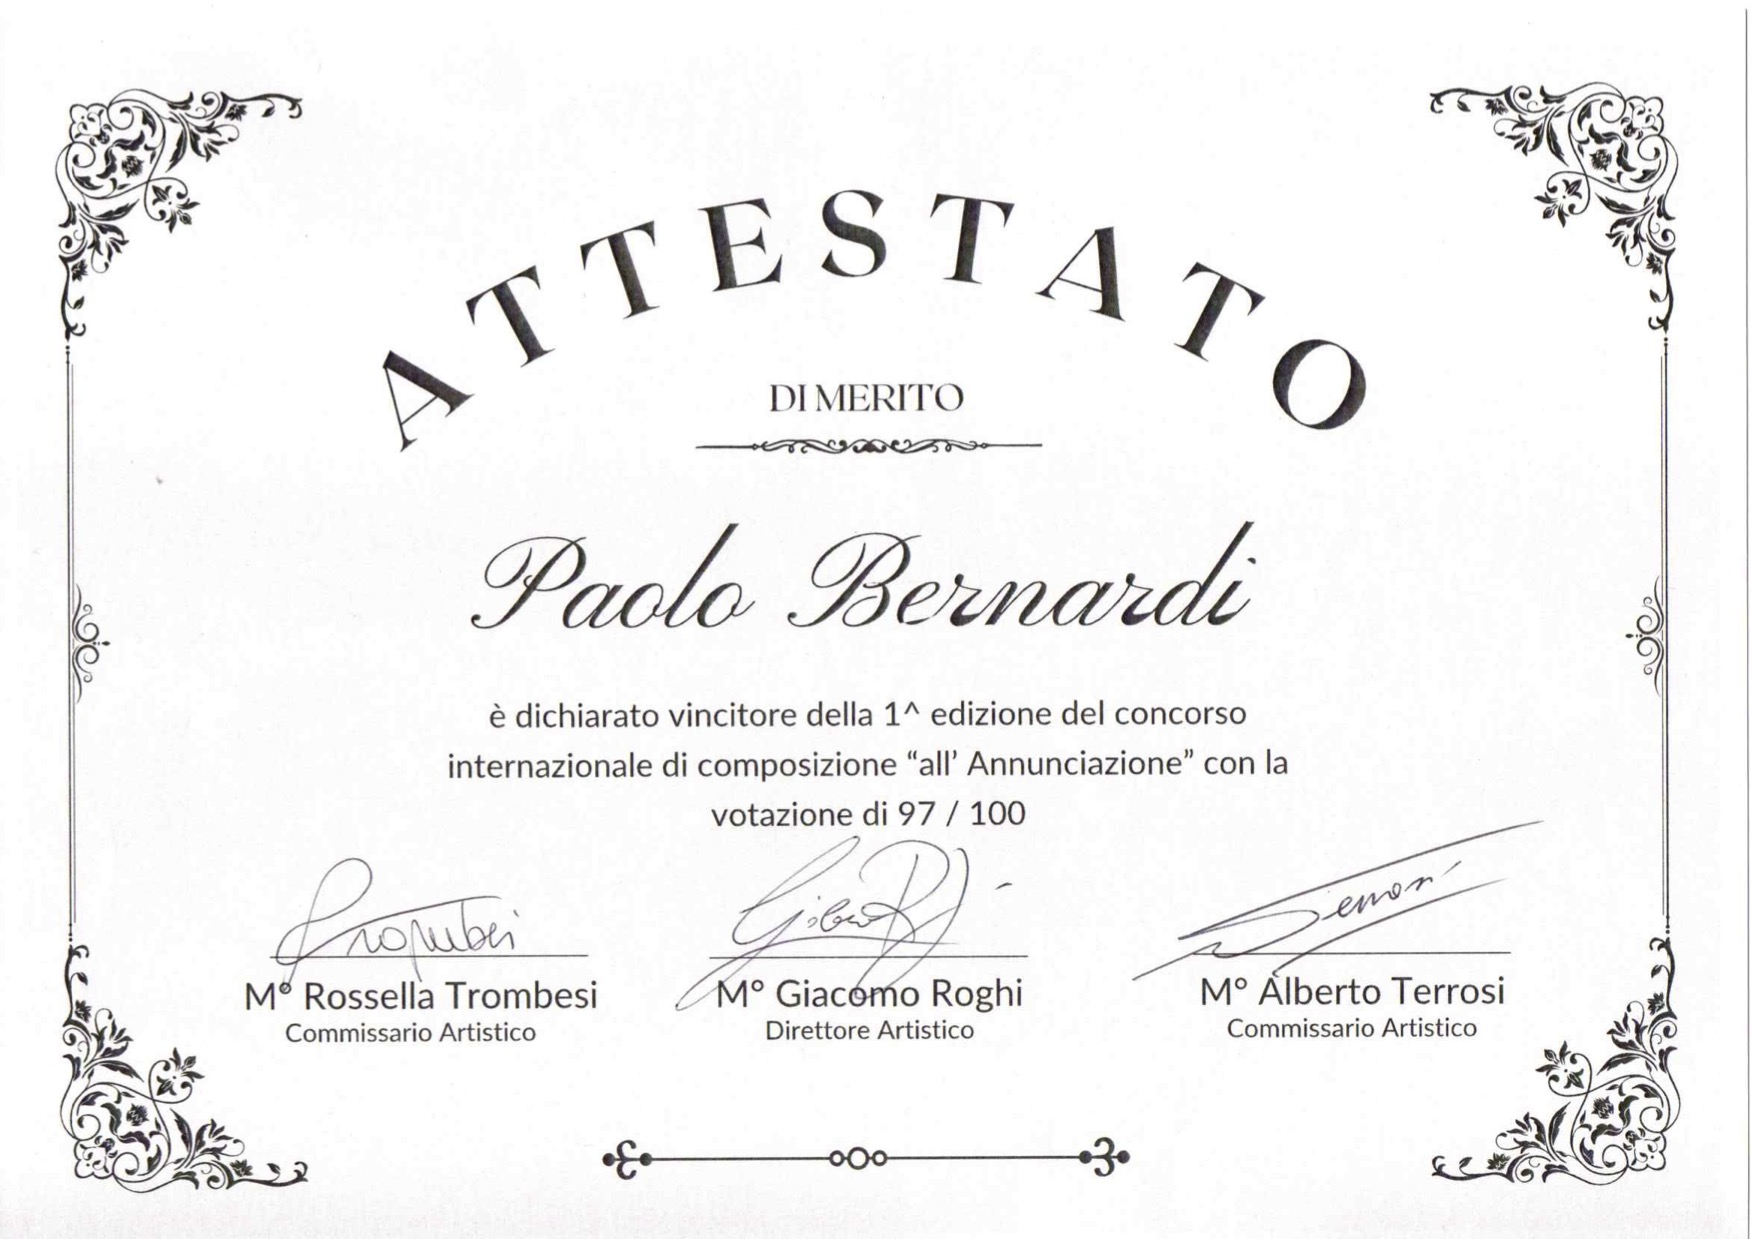 ATTESTATO
DI MERITO
Paolo Bernardi
è dichiarato vincitore della 1^ edizione del concorso
internazionale di composizione “all’ Annunciazione” con la
votazione di 97 / 100
M° Rossella Trombesi
Commissario Artistico
M° Giacomo Roghi
Direttore Artistico
M° Alberto Terrosi
Commissario Artistico